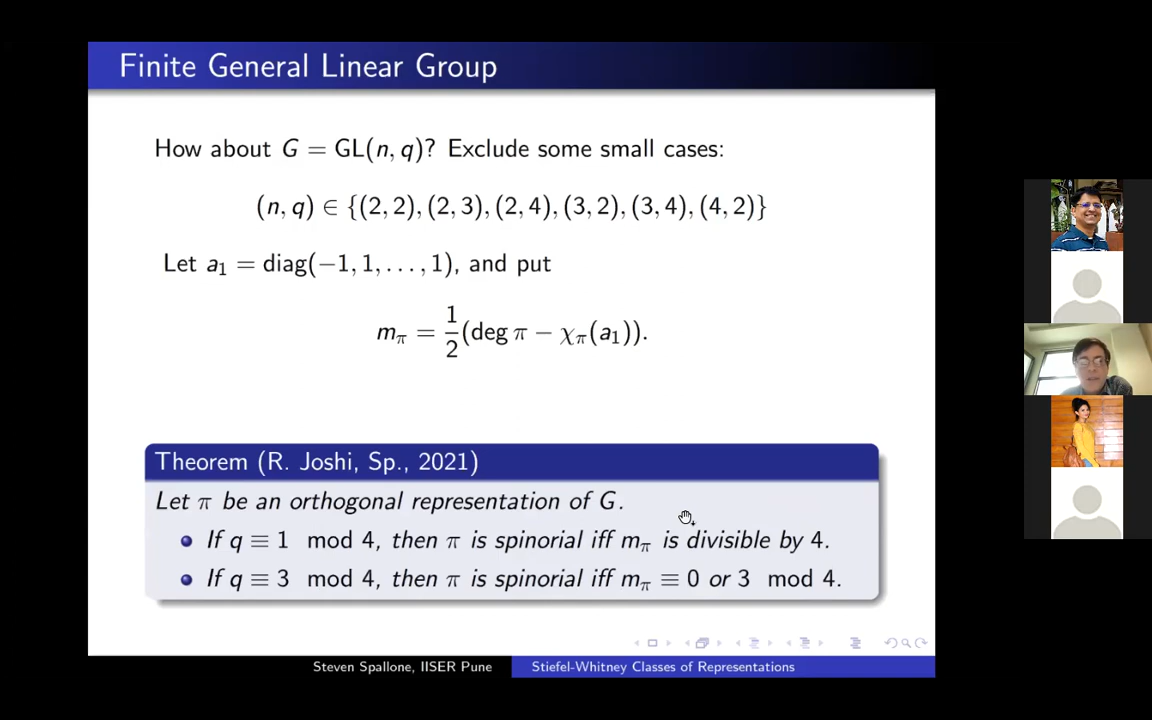 Finite General Linear Group
How about G = GL(n, q)? Exclude some small cases:
(n, q) ∈ {(2, 2), (2, 3), (2, 4), (3, 2), (3, 4), (4, 2)}
Let a₁ = diag(−1, 1, . . . , 1), and put
mπ = 1/2 (deg π − χπ(a₁)).
Theorem (R. Joshi, Sp., 2021)
Let π be an orthogonal representation of G.
If q ≡ 1 mod 4, then π is spinorial iff mπ is divisible by 4.
If q ≡ 3 mod 4, then π is spinorial iff mπ ≡ 0 or 3 mod 4.
Steven Spallone, IISER Pune
Stiefel-Whitney Classes of Representations